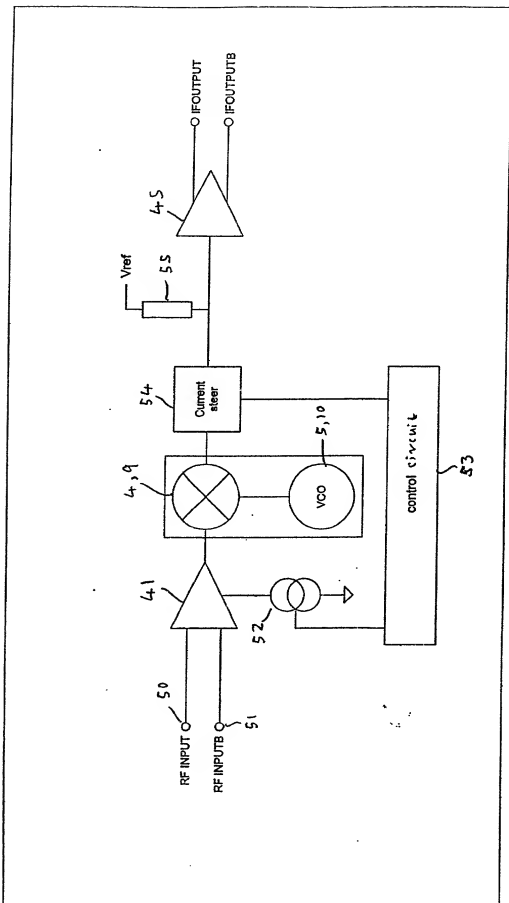 RF INPUT
50
RF INPUTB
51
41
52
4,9
VCO
5,10
54
Current
steer
Vref
55
45
IFOUTPUT
IFOUTPUTB
control circuit
53